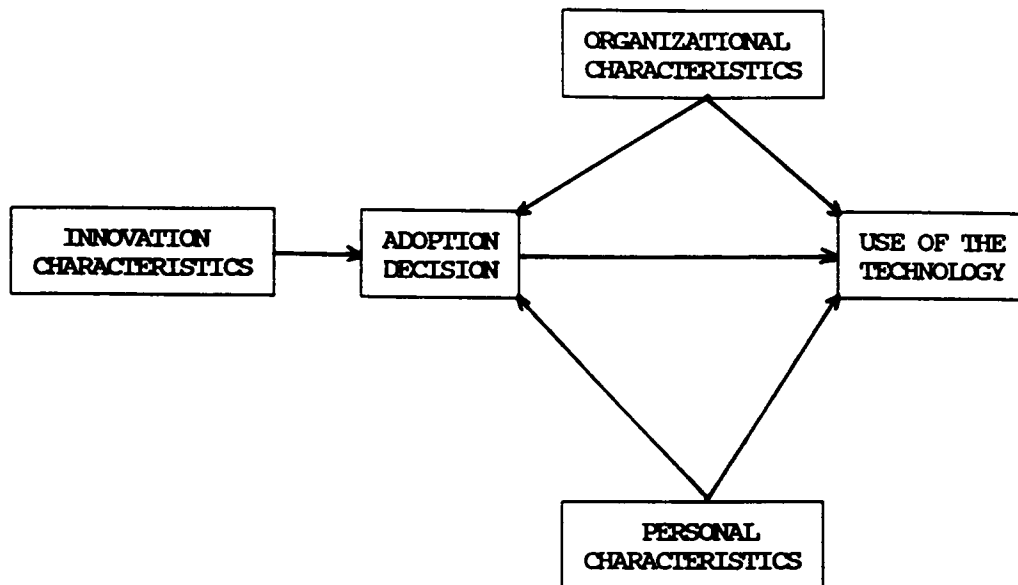 ORGANIZATIONAL
CHARACTERISTICS
INNOVATION
CHARACTERISTICS
ADOPTION
DECISION
USE OF THE
TECHNOLOGY
PERSONAL
CHARACTERISTICS